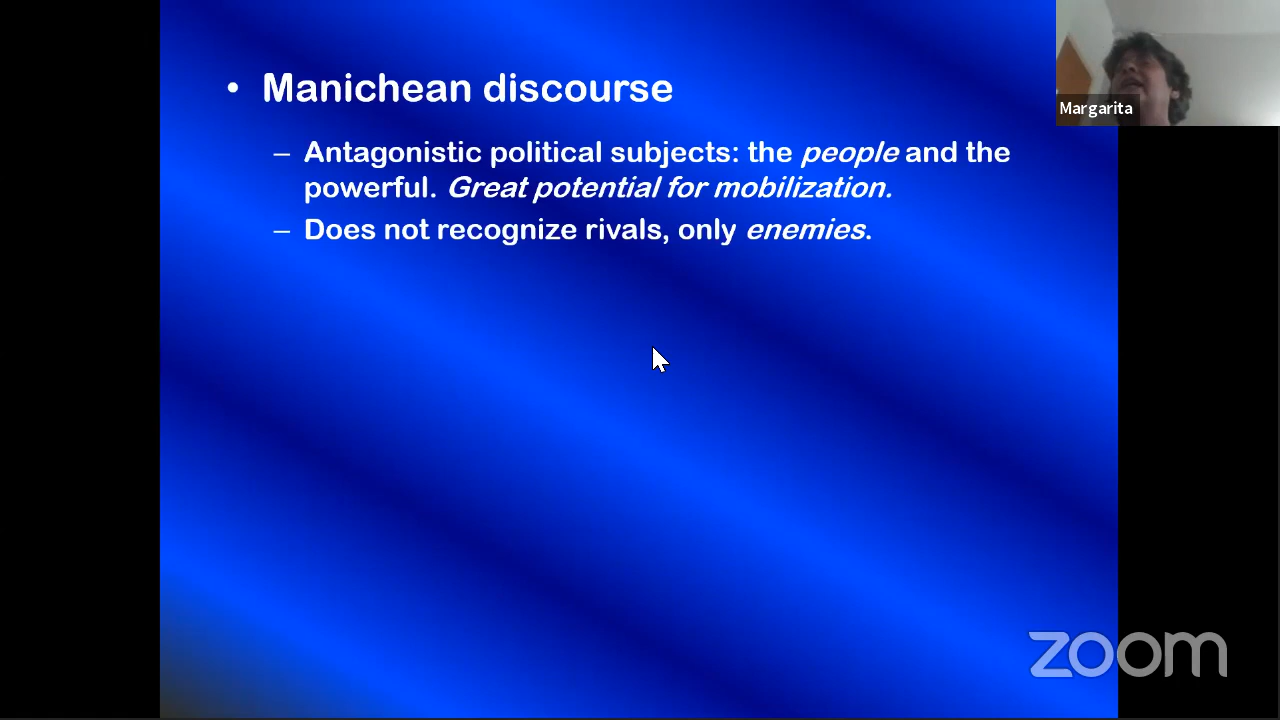 • Manichean discourse
– Antagonistic political subjects: the people and the
powerful. Great potential for mobilization.
– Does not recognize rivals, only enemies.
Margarita
zoom